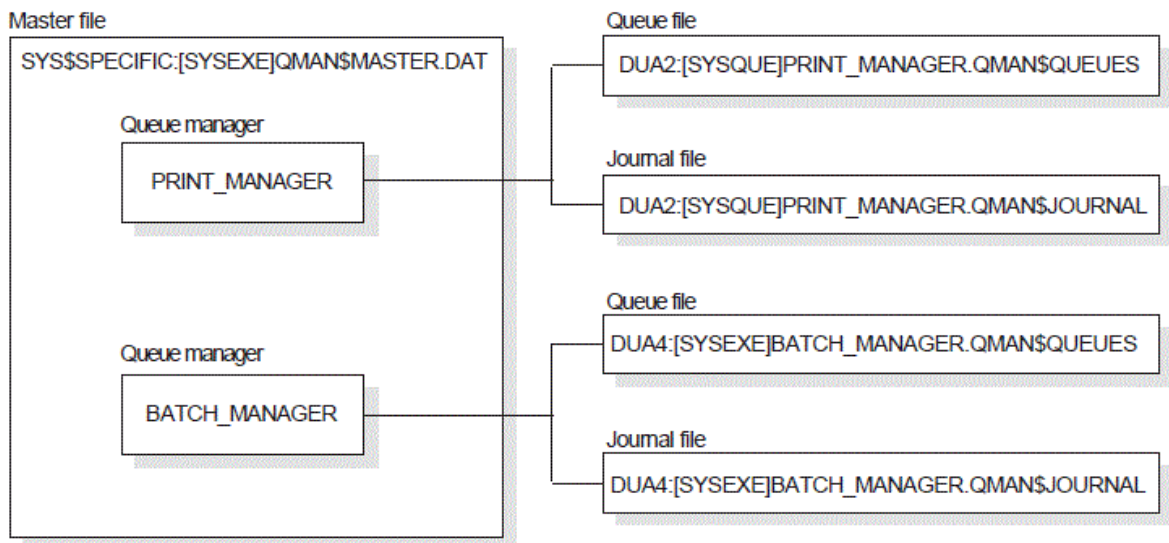 Master file
SYS$SPECIFIC:[SYSEXE]QMAN$MASTER.DAT
Queue manager
PRINT_MANAGER
Queue manager
BATCH_MANAGER
Queue file
DUA2:[SYSQUE]PRINT_MANAGER.QMAN$QUEUES
Journal file
DUA2:[SYSQUE]PRINT_MANAGER.QMAN$JOURNAL
Queue file
DUA4:[SYSEXE]BATCH_MANAGER.QMAN$QUEUES
Journal file
DUA4:[SYSEXE]BATCH_MANAGER.QMAN$JOURNAL